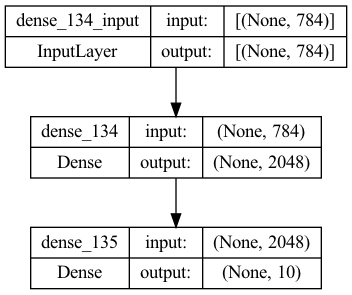 dense_134_input input: [(None, 784)]
InputLayer output: [(None, 784)]
dense_134 input: (None, 784)
Dense output: (None, 2048)
dense_135 input: (None, 2048)
Dense output: (None, 10)